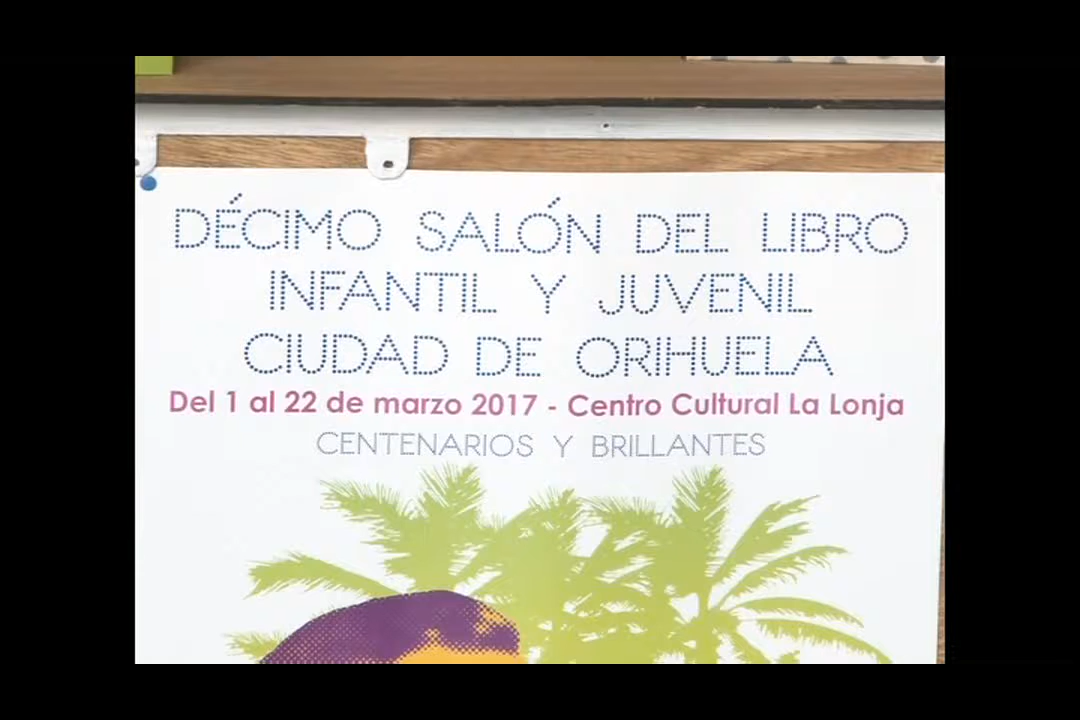 DÉCIMO SALÓN DEL LIBRO
INFANTIL Y JUVENIL
CIUDAD DE ORIHUELA
Del 1 al 22 de marzo 2017 - Centro Cultural La Lonja
CENTENARIOS Y BRILLANTES